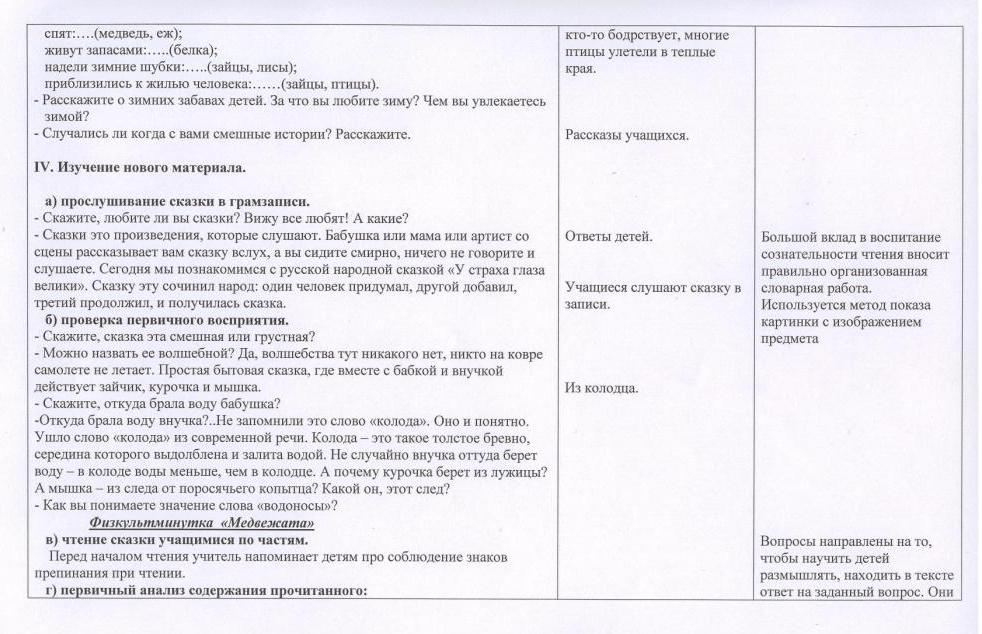 спят:….(медведь, еж);
живут запасами:…..(белка);
надели зимние шубки:…..(зайцы, лисы);
приблизились к жилью человека:……(зайцы, птицы).
- Расскажите о зимних забавах детей. За что вы любите зиму? Чем вы увлекаетесь
зимой?
- Случались ли когда с вами смешные истории? Расскажите.
IV. Изучение нового материала.
а) прослушивание сказки в грамзаписи.
- Скажите, любите ли вы сказки? Вижу все любят! А какие?
- Сказки это произведения, которые слушают. Бабушка или мама или артист со
сцены рассказывает вам сказку вслух, а вы сидите смирно, ничего не говорите и
слушаете. Сегодня мы познакомимся с русской народной сказкой «У страха глаза
велики». Сказку эту сочинил народ: один человек придумал, другой добавил,
третий продолжил, и получилась сказка.
б) проверка первичного восприятия.
- Скажите, сказка эта смешная или грустная?
- Можно назвать ее волшебной? Да, волшебства тут никакого нет, никто на ковре
самолете не летает. Простая бытовая сказка, где вместе с бабкой и внучкой
действует зайчик, курочка и мышка.
- Скажите, откуда брала воду бабушка?
-Откуда брала воду внучка?..Не запомнили это слово «колода». Оно и понятно.
Ушло слово «колода» из современной речи. Колода – это такое толстое бревно,
середина которого выдолблена и залита водой. Не случайно внучка оттуда берет
воду – в колоде воды меньше, чем в колодце. А почему курочка берет из лужицы?
А мышка – из следа от поросячьего копытца? Какой он, этот след?
- Как вы понимаете значение слова «водоносы»?
Физкультминутка «Медвежата»
в) чтение сказки учащимися по частям.
Перед началом чтения учитель напоминает детям про соблюдение знаков
препинания при чтении.
г) первичный анализ содержания прочитанного:
кто-то бодрствует, многие
птицы улетели в теплые
края.
Рассказы учащихся.
Ответы детей.
Учащиеся слушают сказку в
записи.
Из колодца.
Большой вклад в воспитание
сознательности чтения вносит
правильно организованная
словарная работа.
Используется метод показа
картинки с изображением
предмета
Вопросы направлены на то,
чтобы научить детей
размышлять, находить в тексте
ответ на заданный вопрос. Они